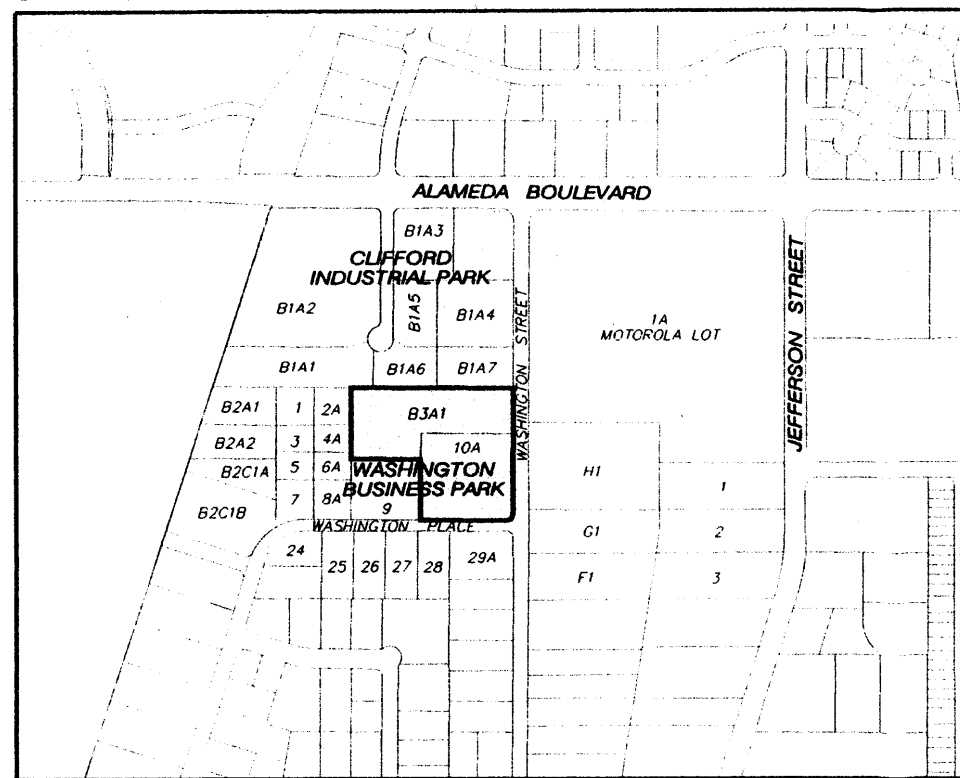 ALAMEDA BOULEVARD
B1A3
CLIFFORD
INDUSTRIAL PARK
B1A2
B1A5
B1A4
WASHINGTON STREET
1A
MOTOROLA LOT
JEFFERSON STREET
B1A1
B1A6
B1A7
B2A1
1
2A
B3A1
B2A2
3
4A
10A
WASHINGTON STREET
B2C1A
5
6A
WASHINGTON
BUSINESS PARK
H1
1
B2C1B
7
8A
9
WASHINGTON PLACE
G1
2
24
25
26
27
28
29A
F1
3